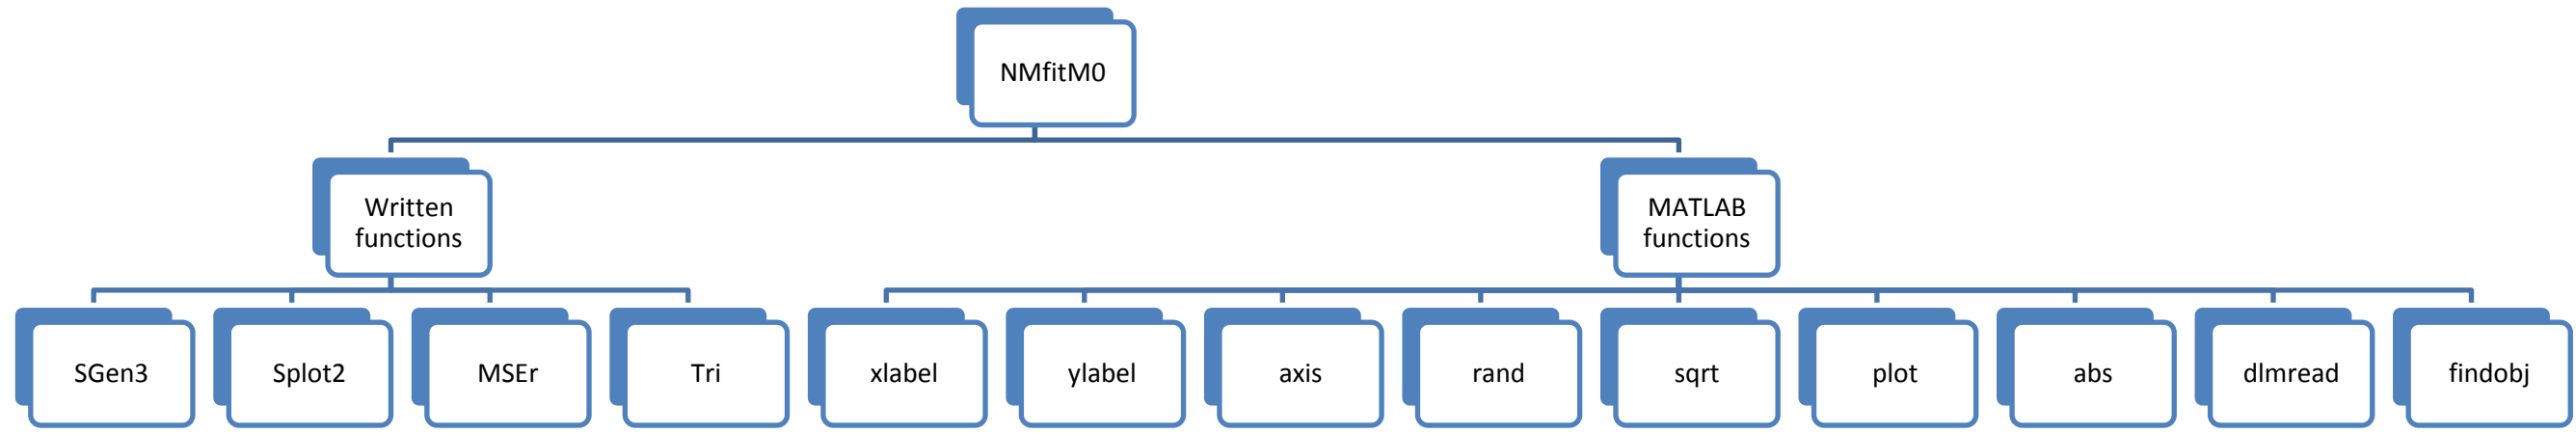 NMfitM0
Written
functions
MATLAB
functions
SGen3
Splot2
MSEr
Tri
xlabel
ylabel
axis
rand
sqrt
plot
abs
dlmread
findobj